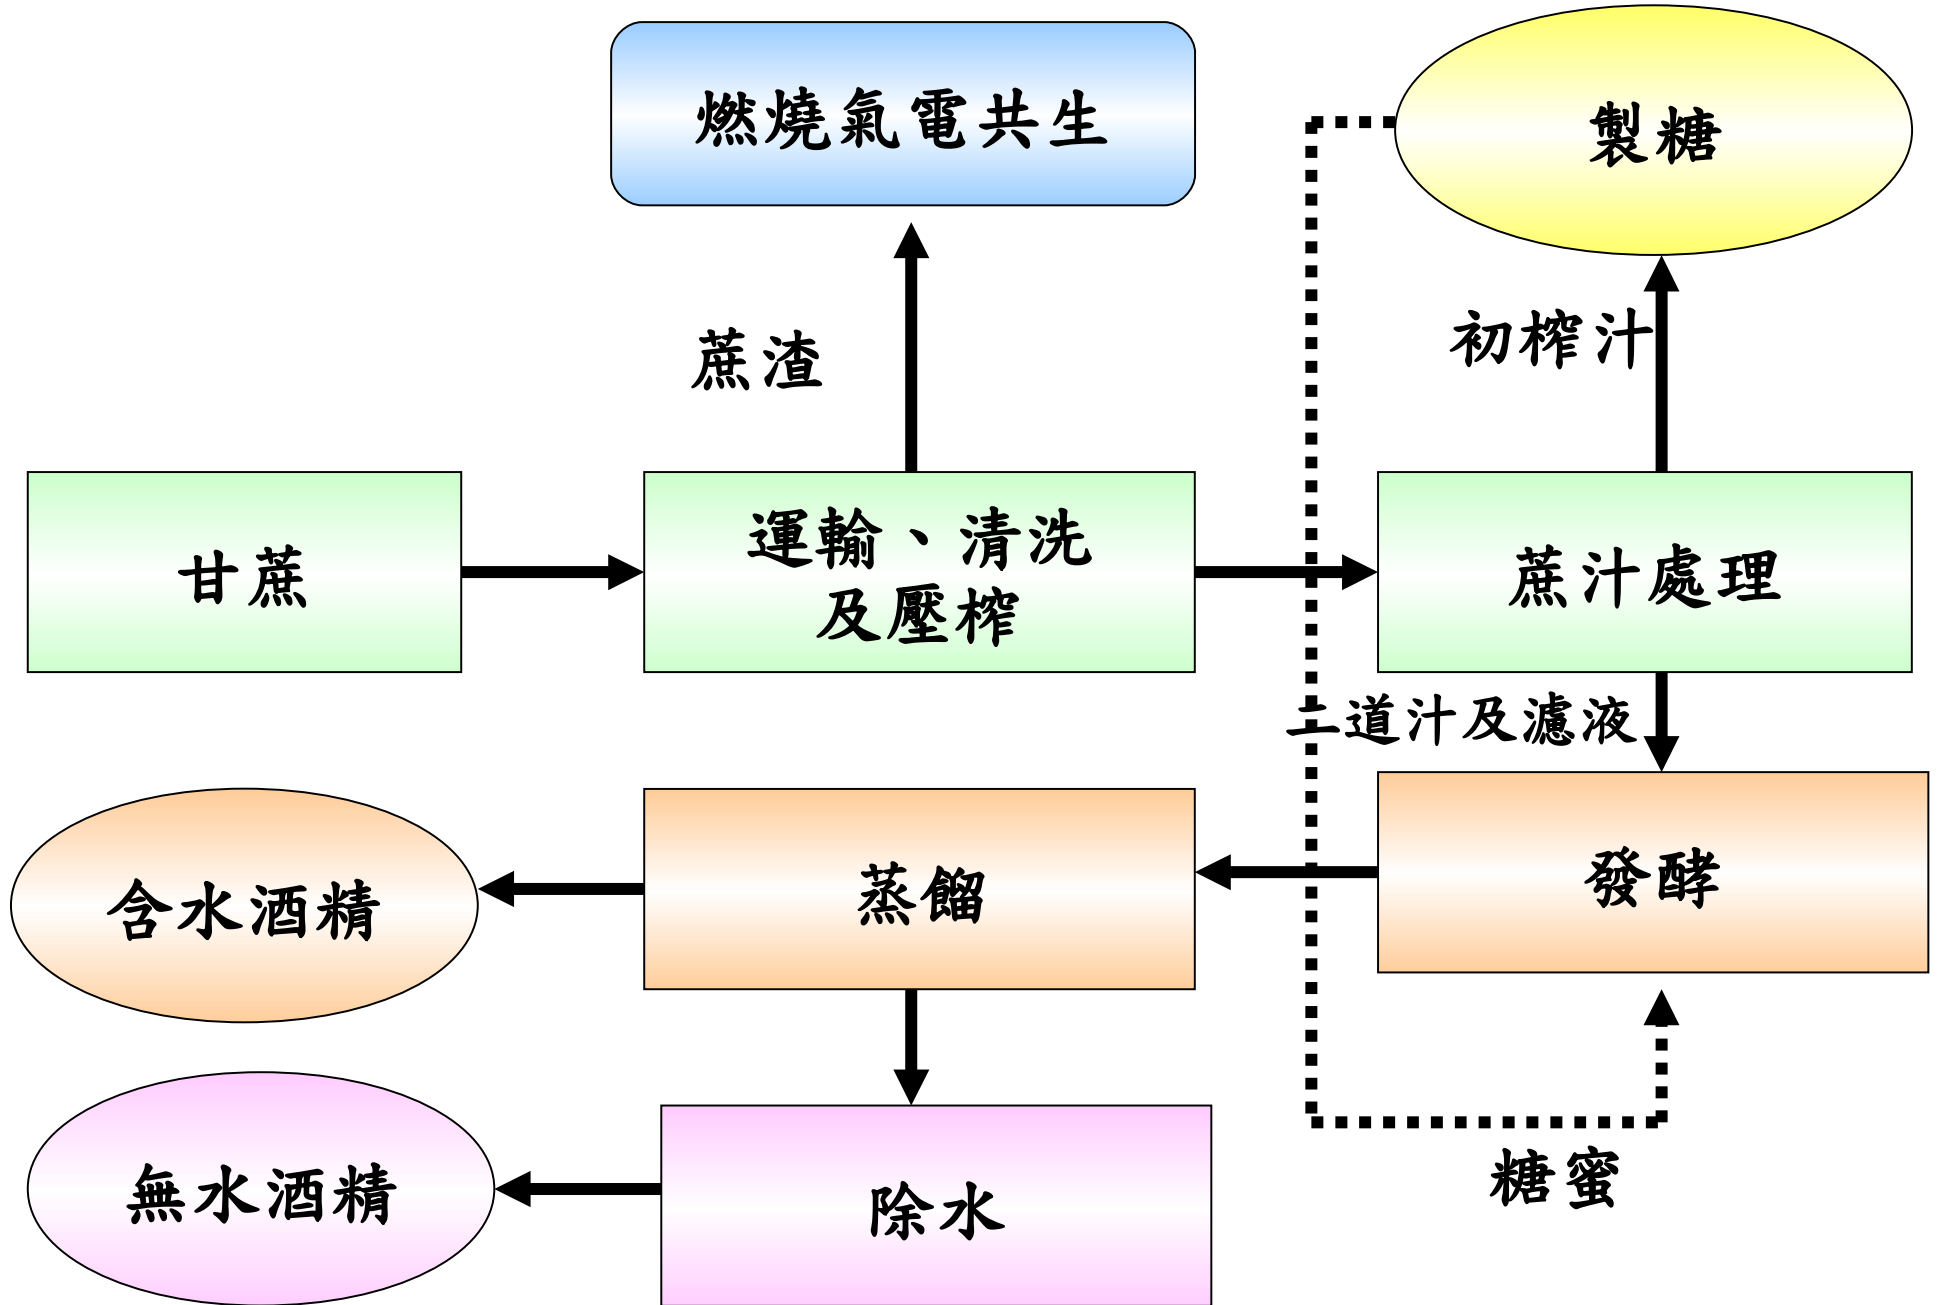 燃燒氣電共生
製糖
蔗渣
初榨汁
甘蔗
運輸、清洗
及壓榨
蔗汁處理
二道汁及濾液
含水酒精
蒸餾
發酵
無水酒精
除水
糖蜜